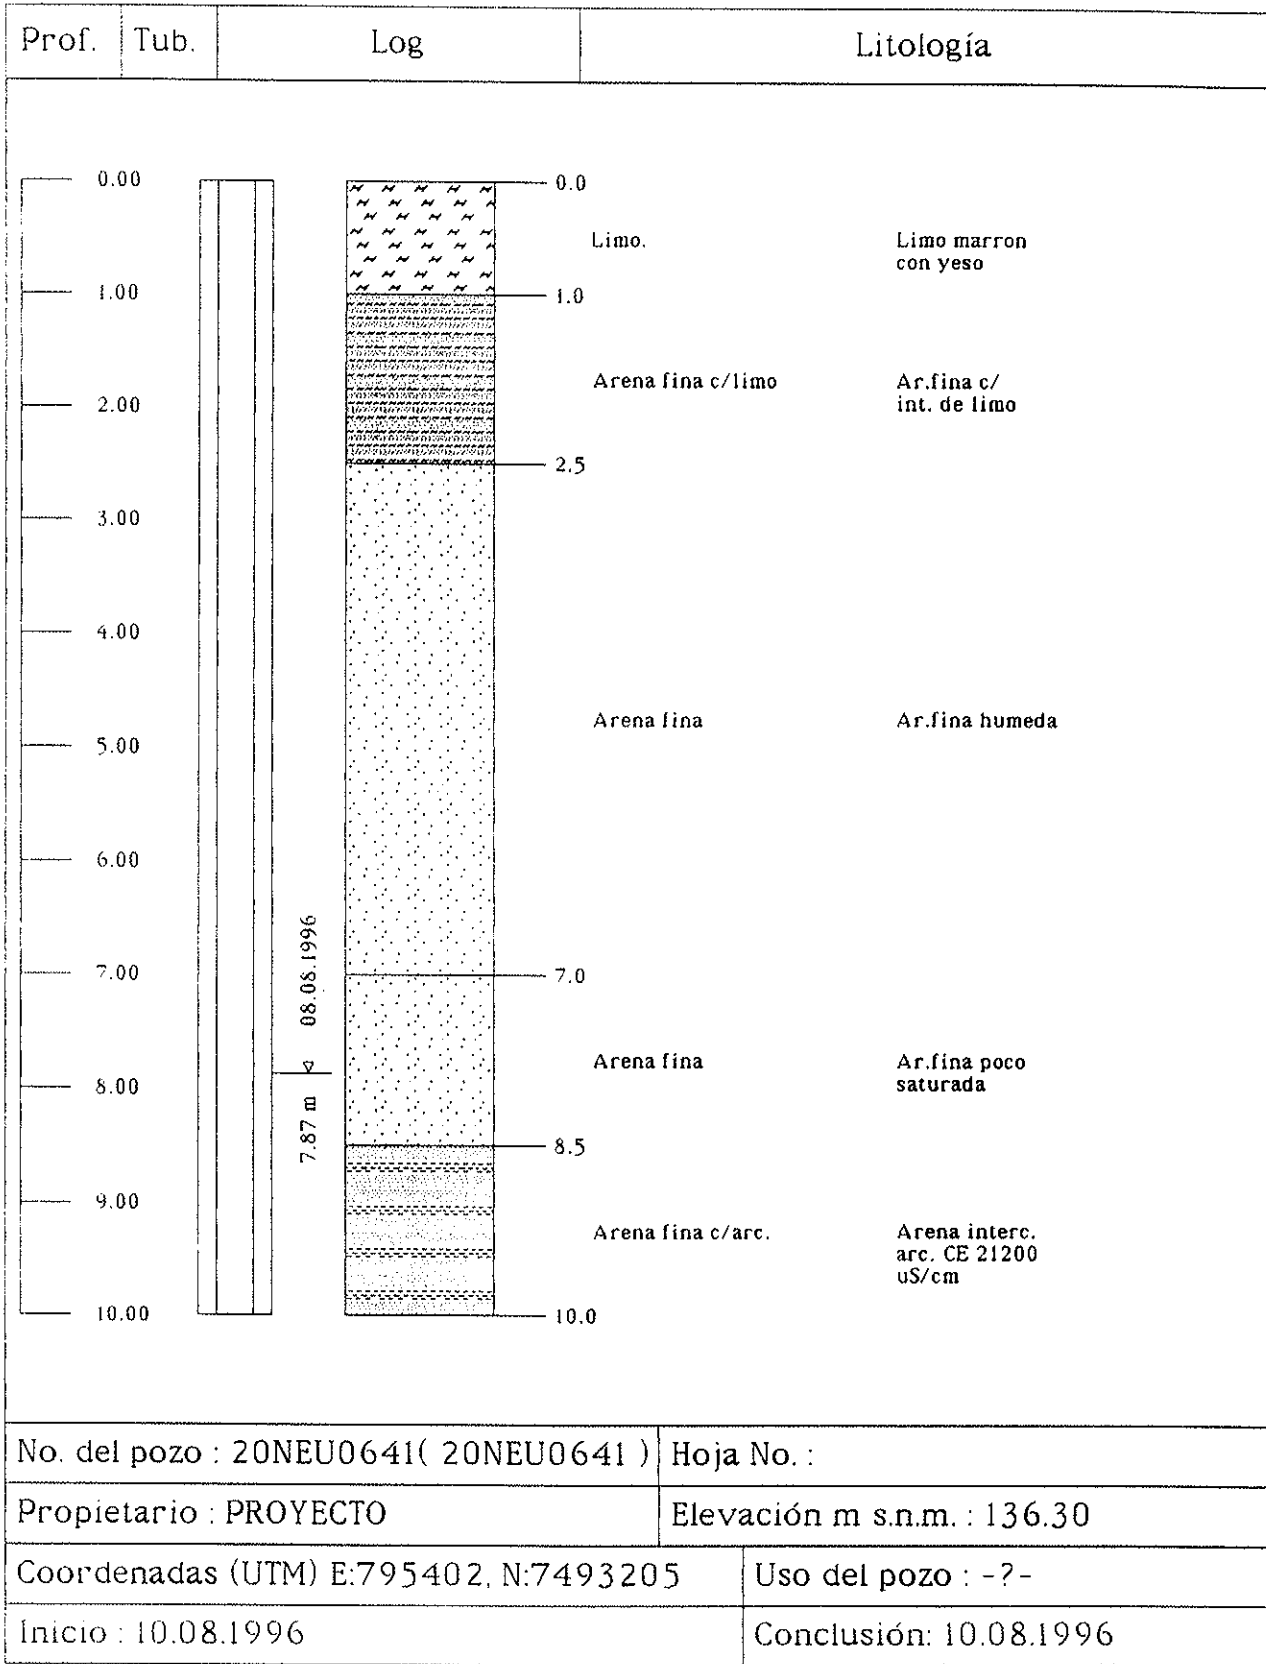 Prof. Tub. Log Litología
0.00 0.0
Limo. Limo marron
con yeso
1.00 1.0
Arena fina c/limo Ar.fina c/
2.00 int. de limo
2.5
3.00
4.00
Arena fina Ar.fina humeda
5.00
6.00
08.08.1996
7.00 7.0
Arena fina Ar.fina poco
8.00 saturada
7.87 m
8.5
9.00
Arena fina c/arc. Arena interc.
arc. CE 21200
uS/cm
10.00 10.0
No. del pozo : 20NEU0641( 20NEU0641 ) Hoja No. :
Propietario : PROYECTO Elevación m s.n.m. : 136.30
Coordenadas (UTM) E:795402, N:7493205 Uso del pozo : -?-
Inicio : 10.08.1996 Conclusión: 10.08.1996